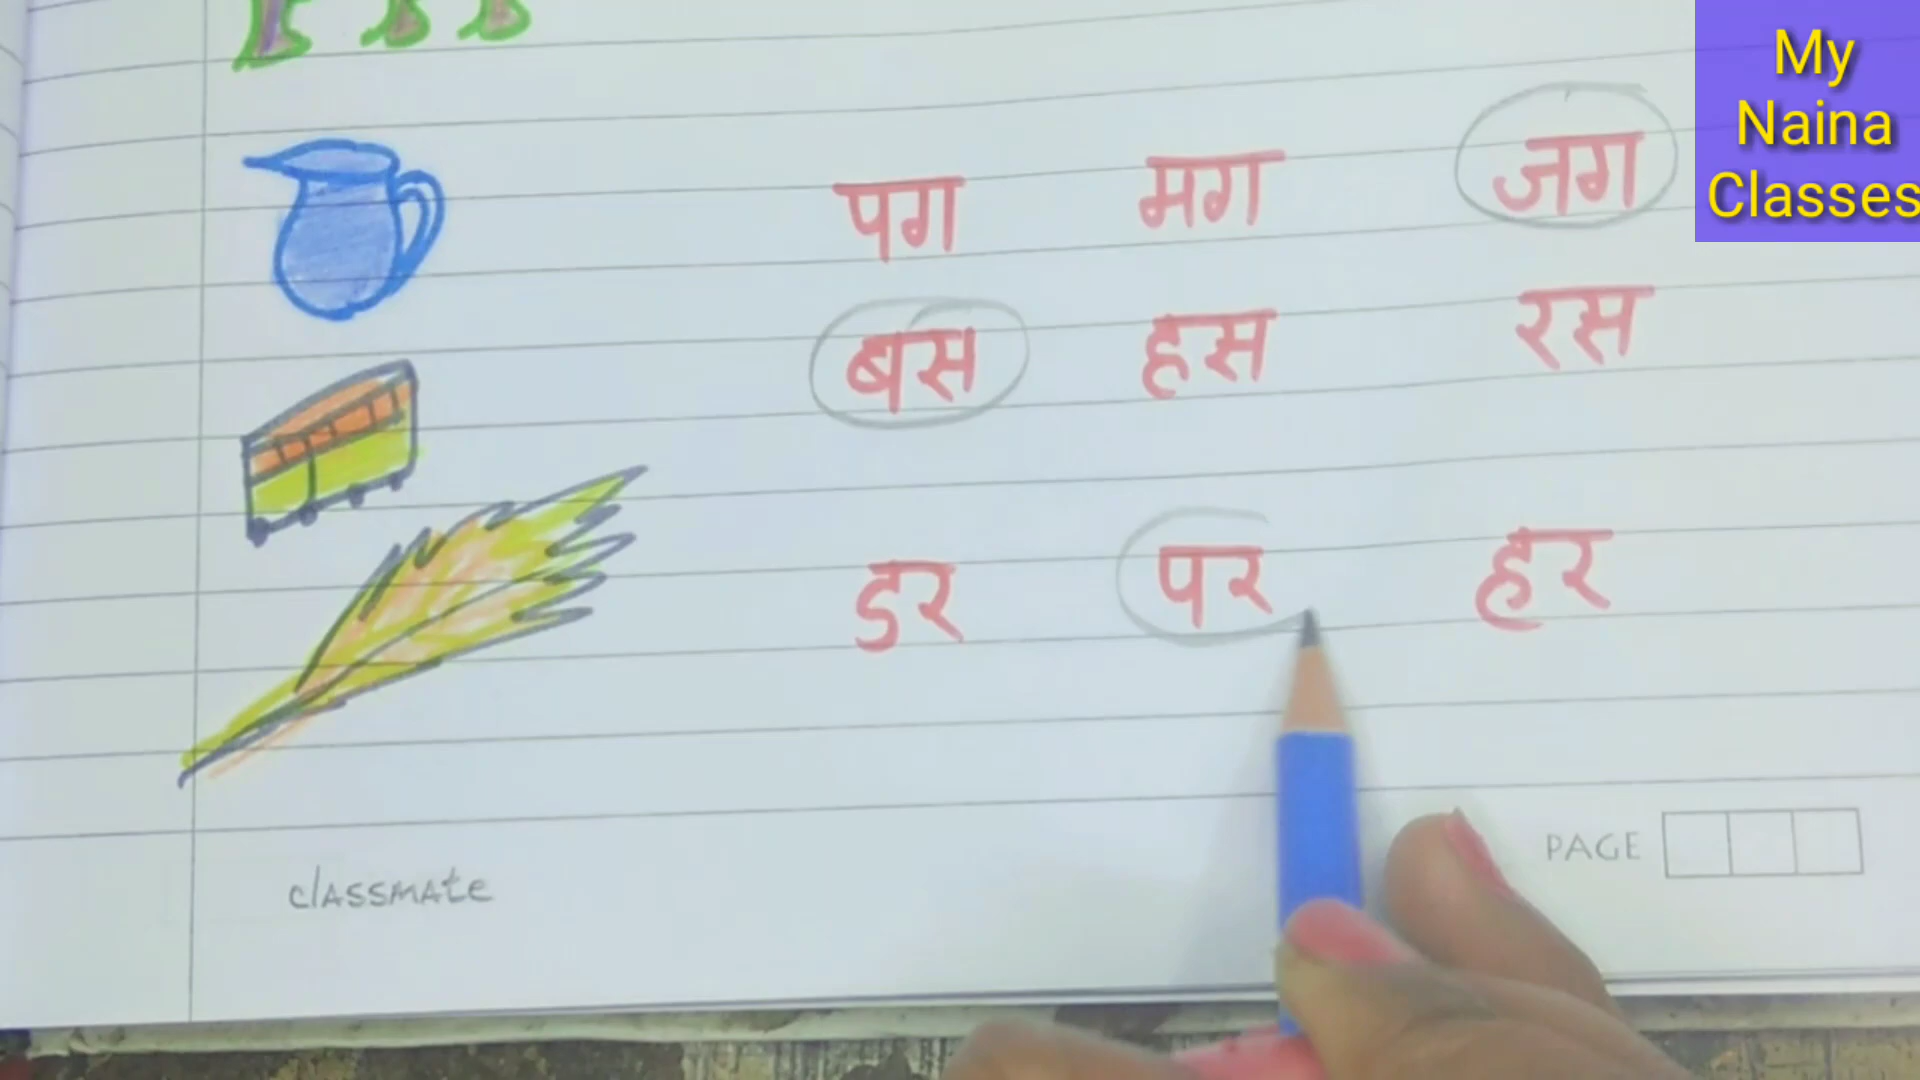 My
Naina
Classes
पग मग जग
बस हस रस
डर पर हर
classmate
PAGE